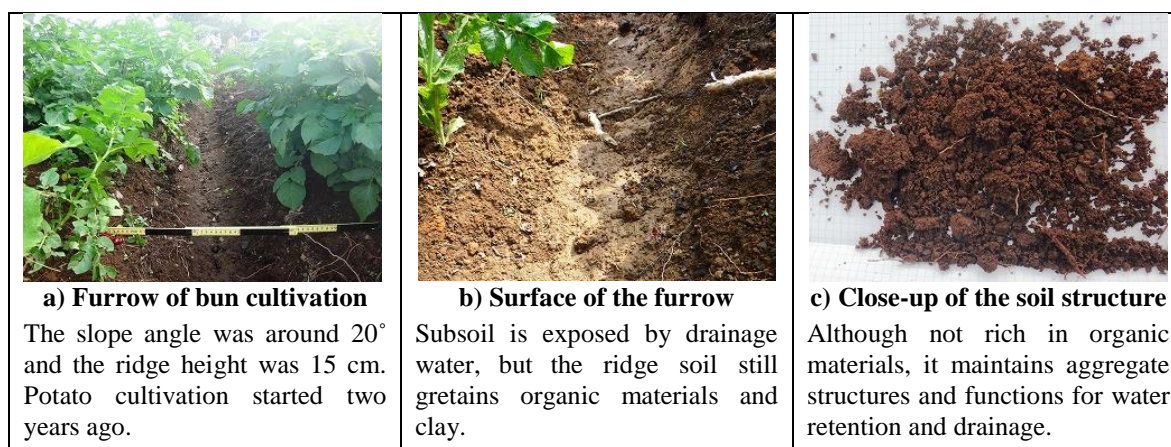 a) Furrow of bun cultivation
The slope angle was around 20˚
and the ridge height was 15 cm.
Potato cultivation started two
years ago.
b) Surface of the furrow
Subsoil is exposed by drainage
water, but the ridge soil still
gretains organic materials and
clay.
c) Close-up of the soil structure
Although not rich in organic
materials, it maintains aggregate
structures and functions for water
retention and drainage.